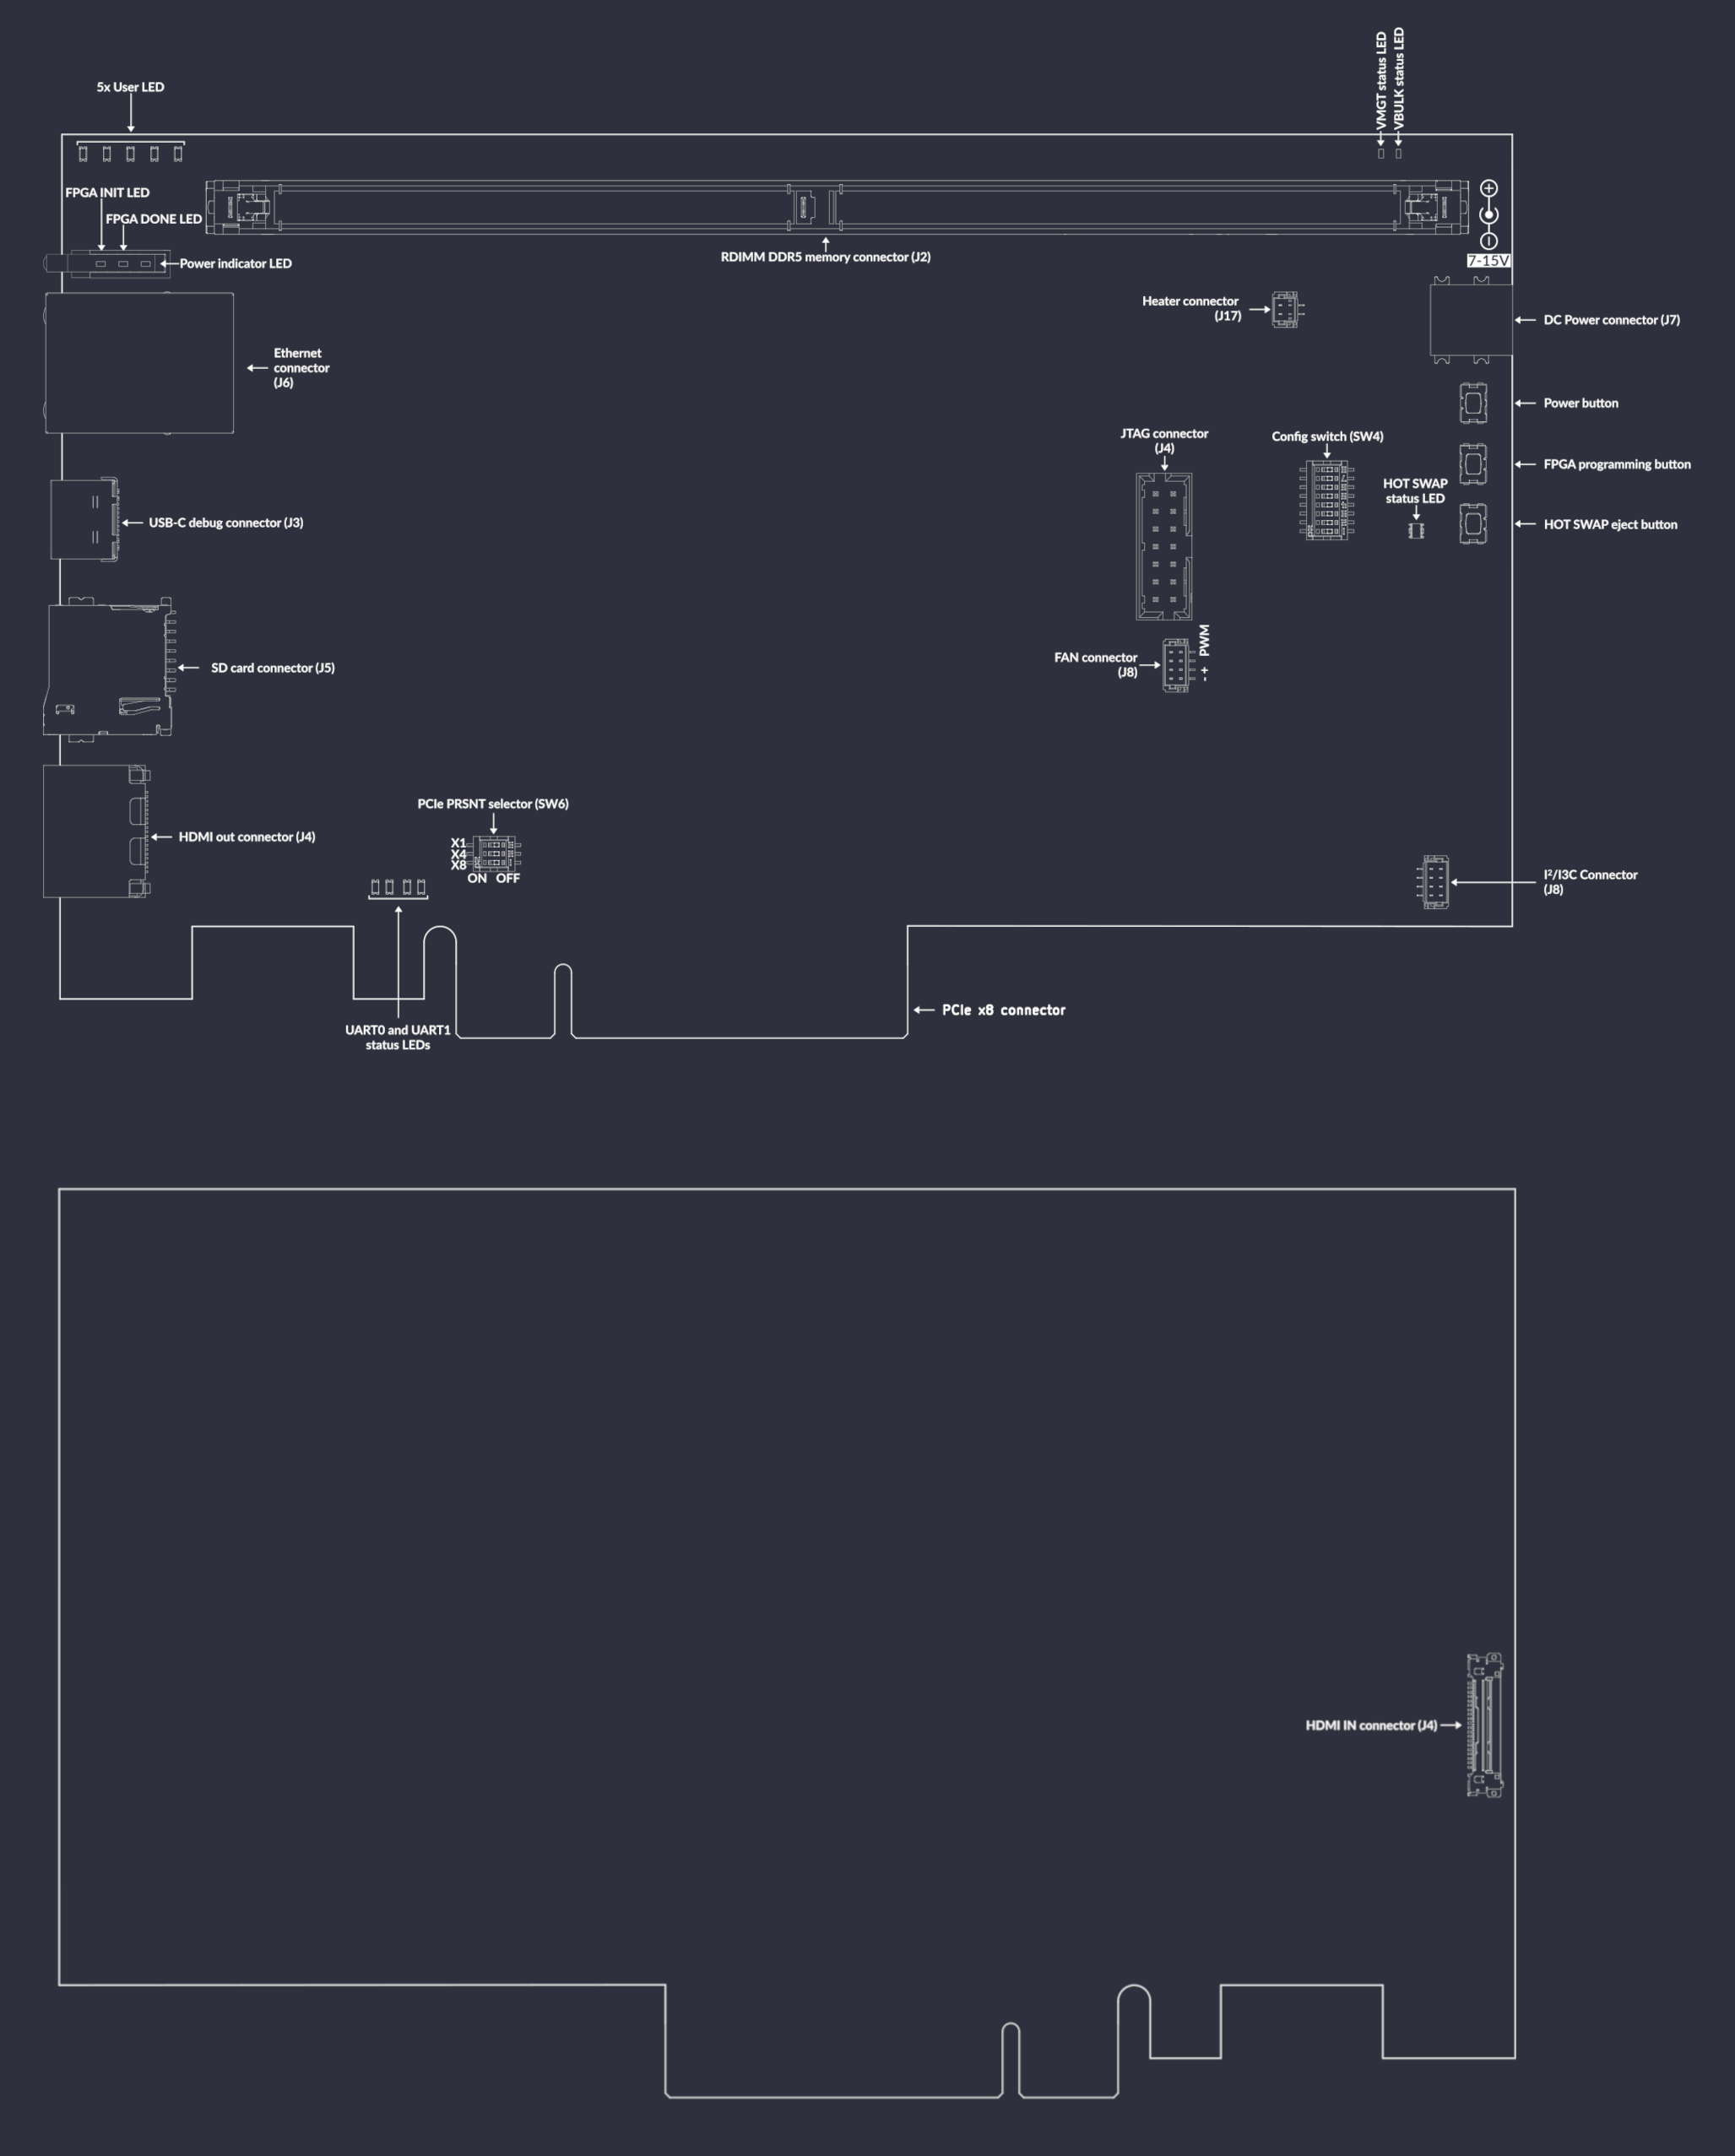 VMGT status LED
VBULK status LED
5x User LED
FPGA INIT LED
FPGA DONE LED
Power indicator LED
RDIMM DDR5 memory connector (J2)
7-15V
Heater connector
(J17)
DC Power connector (J7)
Ethernet
connector
(J6)
Power button
JTAG connector
(J4)
Config switch (SW4)
FPGA programming button
HOT SWAP
status LED
USB-C debug connector (J3)
HOT SWAP eject button
FAN connector
(J8)
- + PWM
SD card connector (J5)
PCIe PRSNT selector (SW6)
X1
X4
X8
ON OFF
HDMI out connector (J4)
I²/I3C Connector
(J8)
PCIe x8 connector
UART0 and UART1
status LEDs
HDMI IN connector (J4)